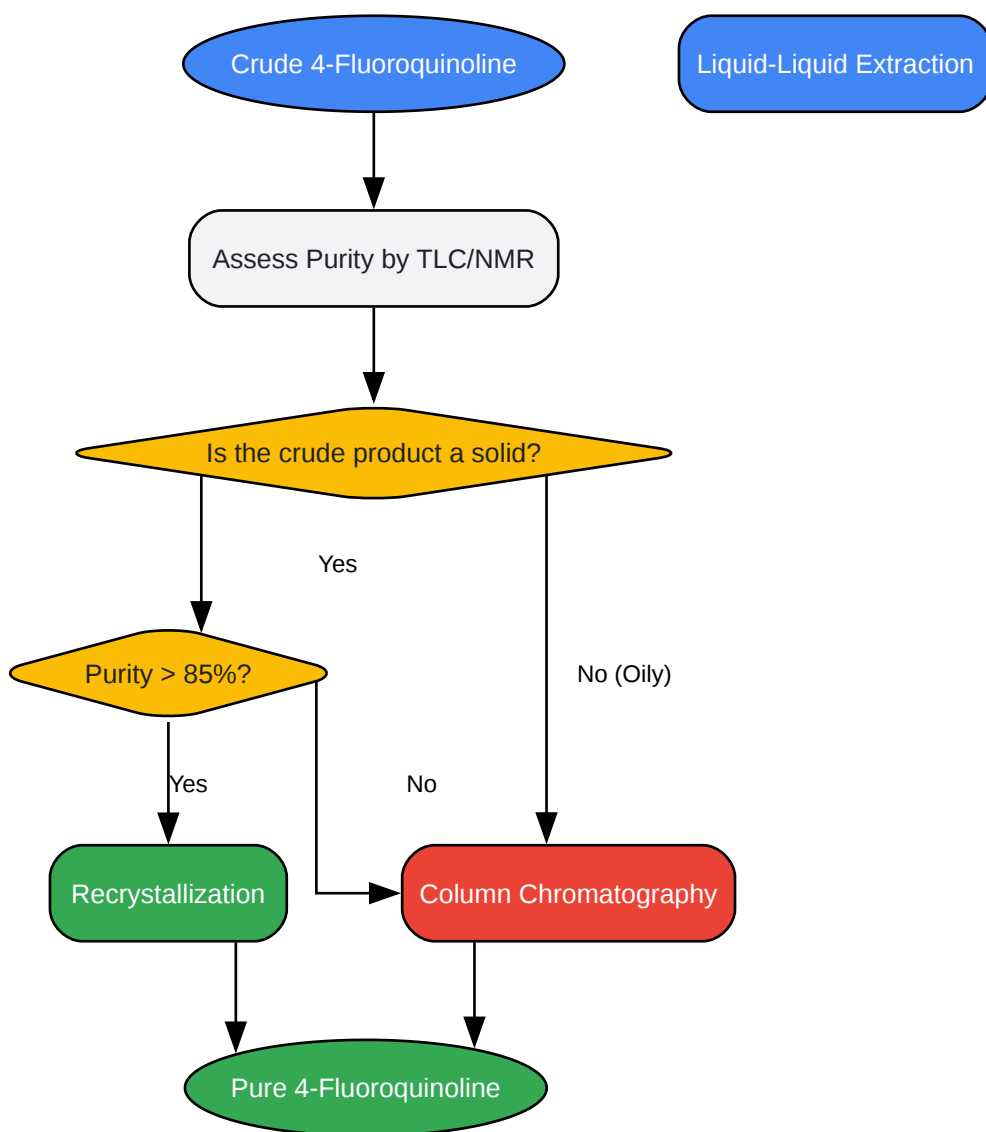 Crude 4-Fluoroquinoline
Liquid-Liquid Extraction
Assess Purity by TLC/NMR
Is the crude product a solid?
Yes
Purity > 85%?
No (Oily)
Yes
No
Recrystallization
Column Chromatography
Pure 4-Fluoroquinoline